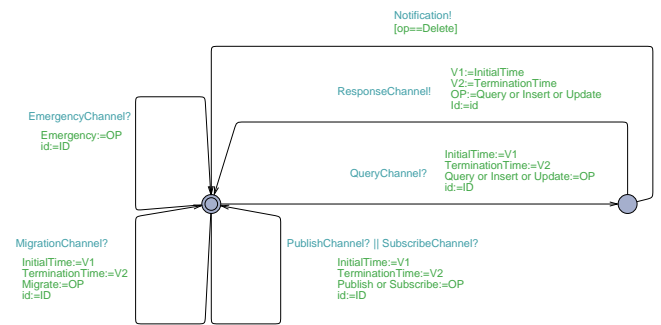 Notification!
[op==Delete]
ResponseChannel!
V1:=InitialTime
V2:=TerminationTime
OP:=Query or Insert or Update
Id:=id
EmergencyChannel?
Emergency:=OP
id:=ID
QueryChannel?
InitialTime:=V1
TerminationTime:=V2
Query or Insert or Update:=OP
id:=ID
MigrationChannel?
InitialTime:=V1
TerminationTime:=V2
Migrate:=OP
id:=ID
PublishChannel? || SubscribeChannel?
InitialTime:=V1
TerminationTime:=V2
Publish or Subscribe:=OP
id:=ID